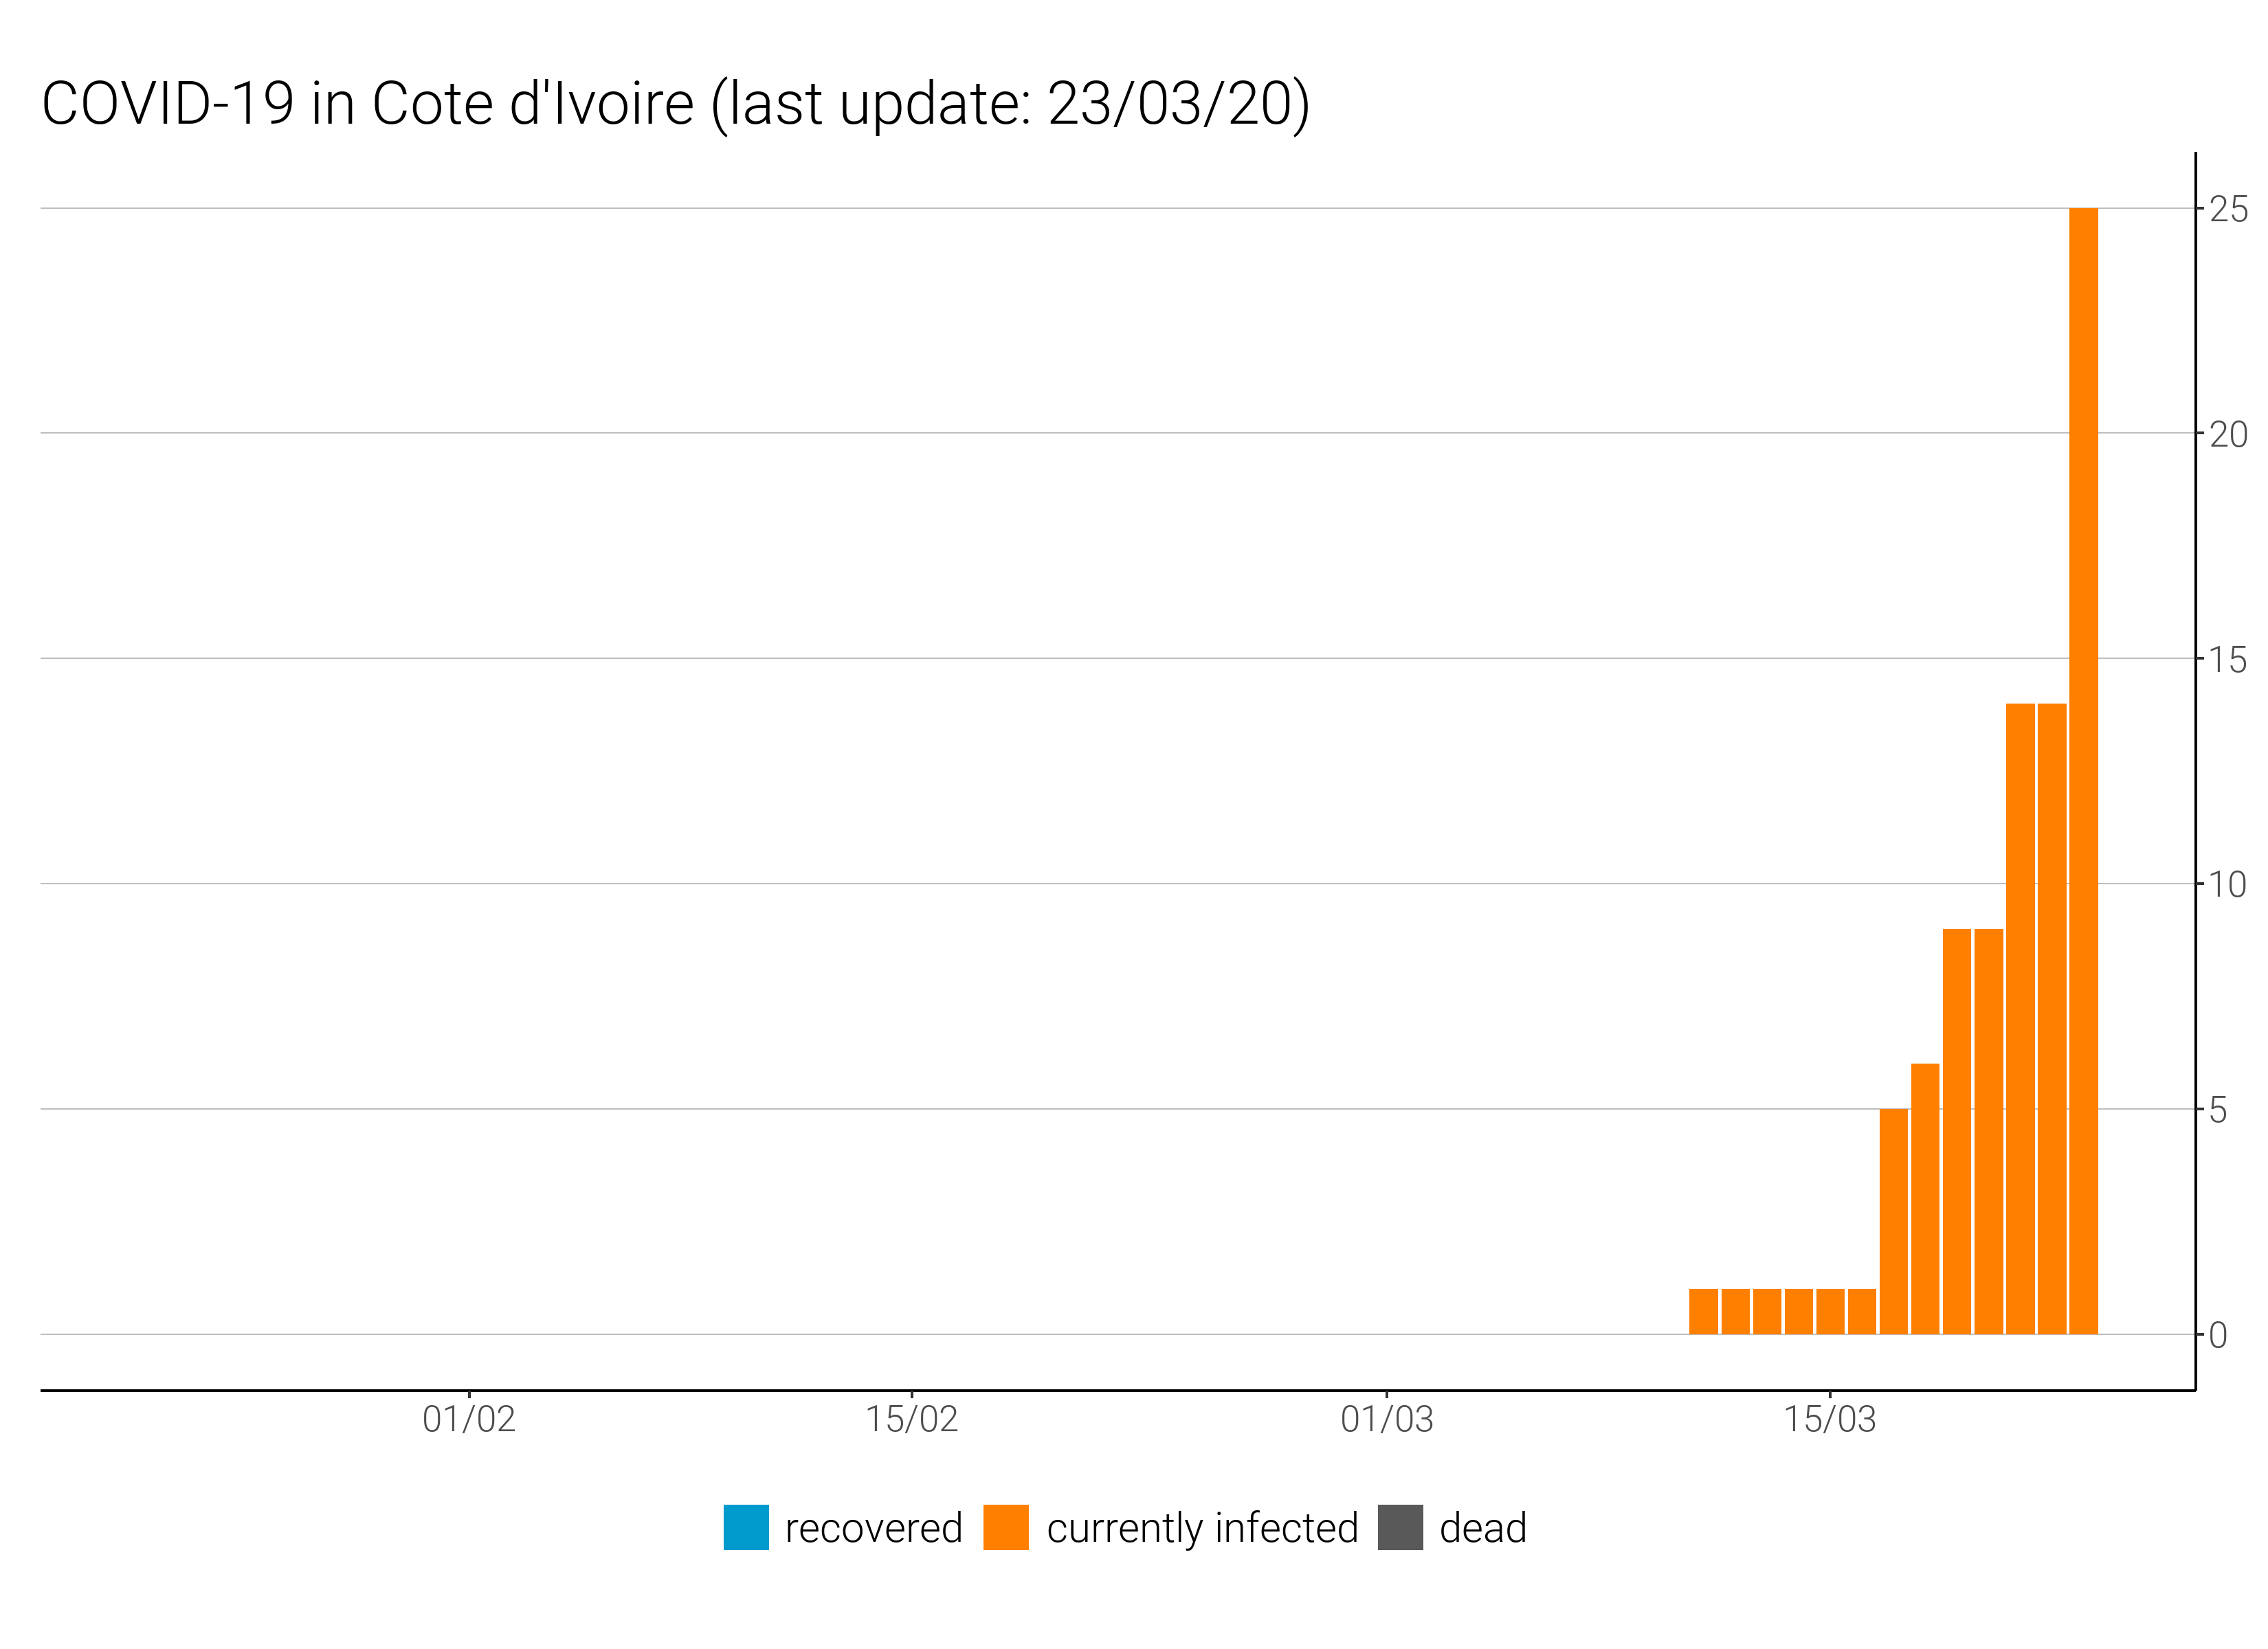 COVID-19 in Cote d'Ivoire (last update: 23/03/20)
25
20
15
10
5
0
01/02 15/02 01/03 15/03
recovered currently infected dead